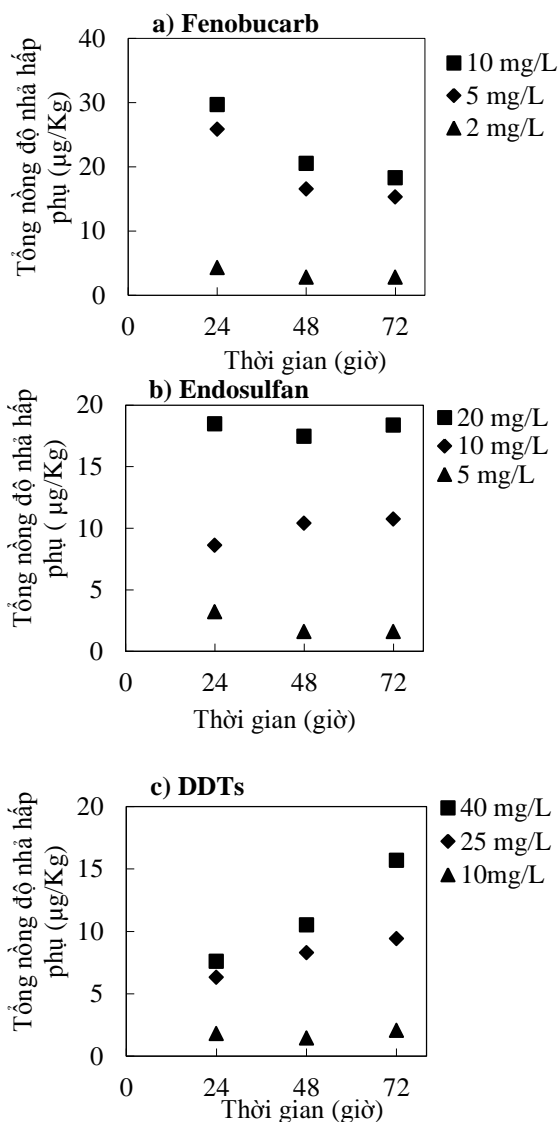 a) Fenobucarb
Tổng nồng độ nhả hấp
phụ (µg/Kg)
40
30
20
10
0
0 24 48 72
Thời gian (giờ)
10 mg/L
5 mg/L
2 mg/L
b) Endosulfan
Tổng nồng độ nhả hấp
phụ ( µg/Kg)
20
15
10
5
0
0 24 48 72
Thời gian (giờ)
20 mg/L
10 mg/L
5 mg/L
c) DDTs
Tổng nồng độ nhả hấp
phụ (µg/Kg)
20
15
10
5
0
0 24 48 72
Thời gian (giờ)
40 mg/L
25 mg/L
10mg/L